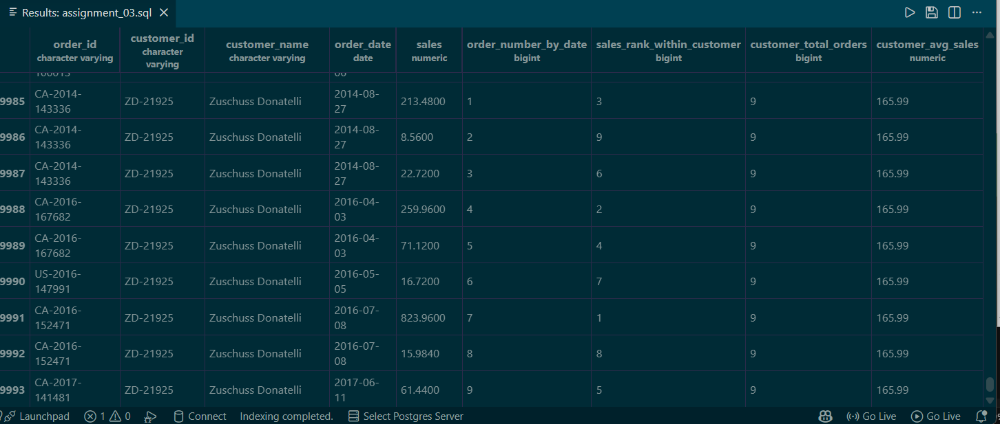 Results: assignment_03.sql
order_id customer_id customer_name order_date sales order_number_by_date sales_rank_within_customer customer_total_orders customer_avg_sales
character varying character varying character varying date numeric bigint bigint bigint numeric
9985 CA-2014-143336 ZD-21925 Zuschuss Donatelli 2014-08-27 213.4800 1 3 9 165.99
9986 CA-2014-143336 ZD-21925 Zuschuss Donatelli 2014-08-27 8.5600 2 9 9 165.99
9987 CA-2014-143336 ZD-21925 Zuschuss Donatelli 2014-08-27 22.7200 3 6 9 165.99
9988 CA-2016-167682 ZD-21925 Zuschuss Donatelli 2016-04-03 259.9600 4 2 9 165.99
9989 CA-2016-167682 ZD-21925 Zuschuss Donatelli 2016-04-03 71.1200 5 4 9 165.99
9990 US-2016-147991 ZD-21925 Zuschuss Donatelli 2016-05-05 16.7200 6 7 9 165.99
9991 CA-2016-152471 ZD-21925 Zuschuss Donatelli 2016-07-08 823.9600 7 1 9 165.99
9992 CA-2016-152471 ZD-21925 Zuschuss Donatelli 2016-07-08 15.9840 8 8 9 165.99
9993 CA-2017-141481 ZD-21925 Zuschuss Donatelli 2017-06-11 61.4400 9 5 9 165.99
Launchpad 1 0 Connect Indexing completed. Select Postgres Server Go Live Go Live